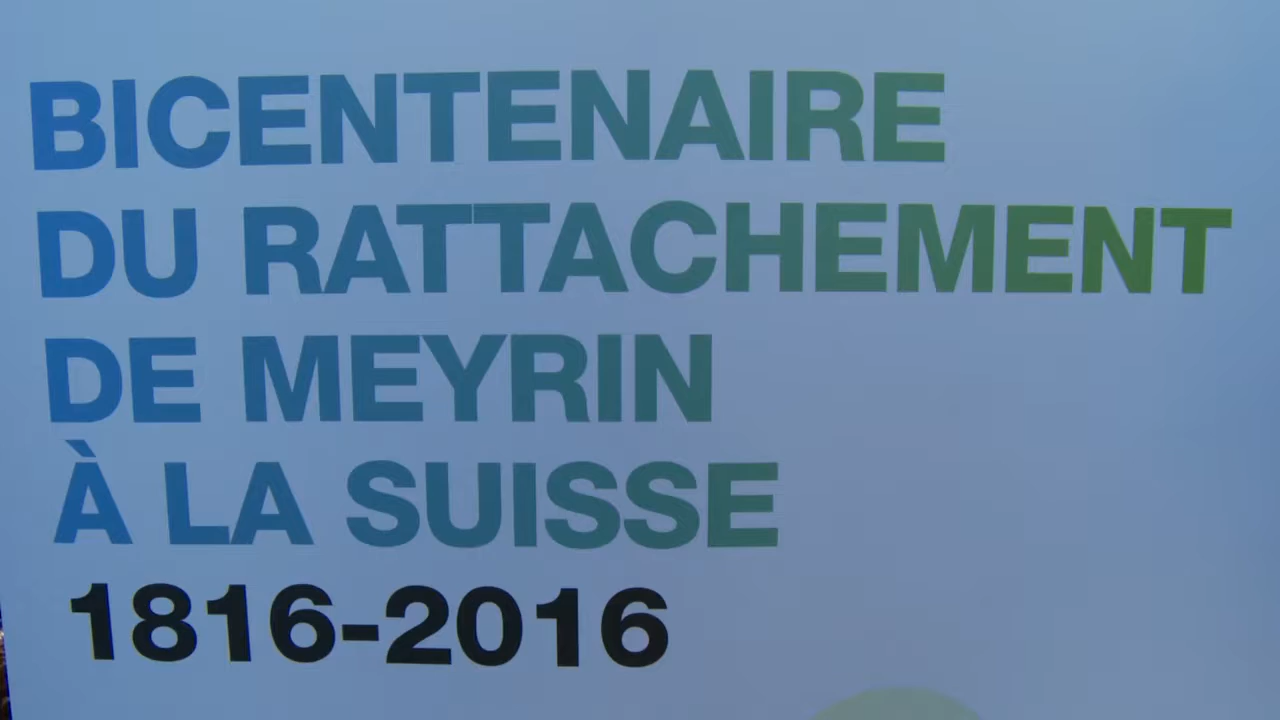 BICENTENAIRE
DU RATTACHEMENT
DE MEYRIN
À LA SUISSE
1816-2016